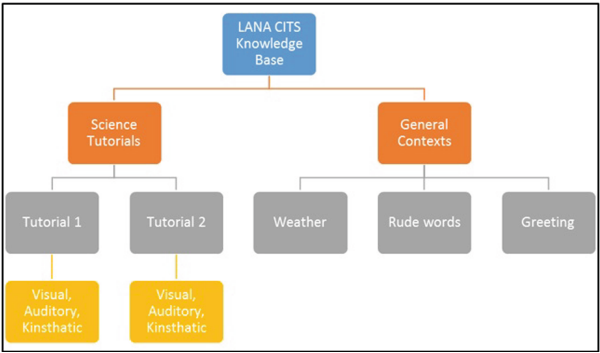 LANA CITS
Knowledge
Base
Science
Tutorials
General
Contexts
Tutorial 1
Tutorial 2
Weather
Rude words
Greeting
Visual,
Auditory,
Kinsthatic
Visual,
Auditory,
Kinsthatic